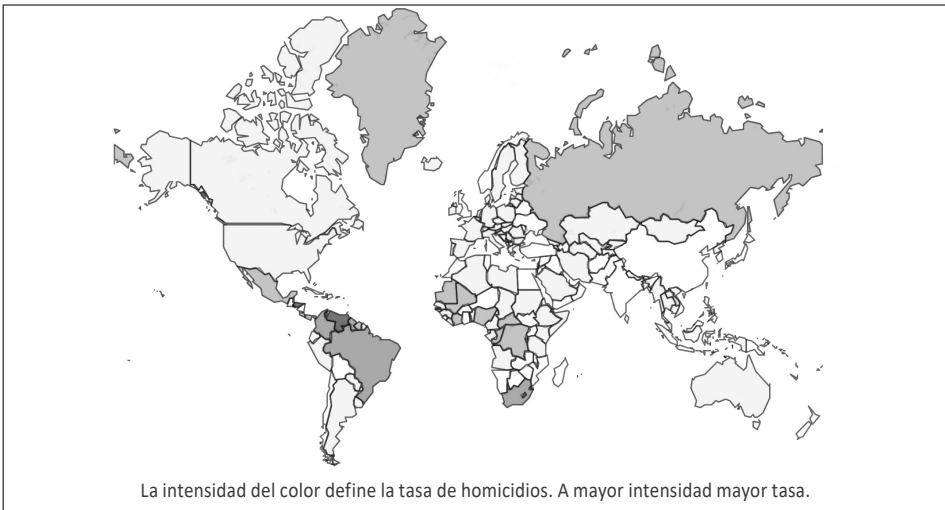 La intensidad del color define la tasa de homicidios. A mayor intensidad mayor tasa.